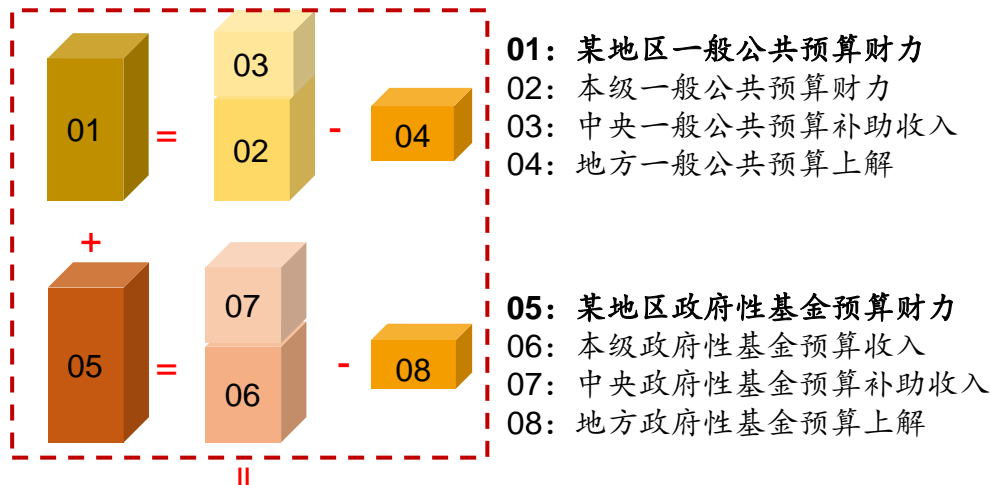 03
01 = 02 - 04
+
07
05 = 06 - 08
=
01：某地区一般公共预算财力
02：本级一般公共预算财力
03：中央一般公共预算补助收入
04：地方一般公共预算上解
05：某地区政府性基金预算财力
06：本级政府性基金预算收入
07：中央政府性基金预算补助收入
08：地方政府性基金预算上解